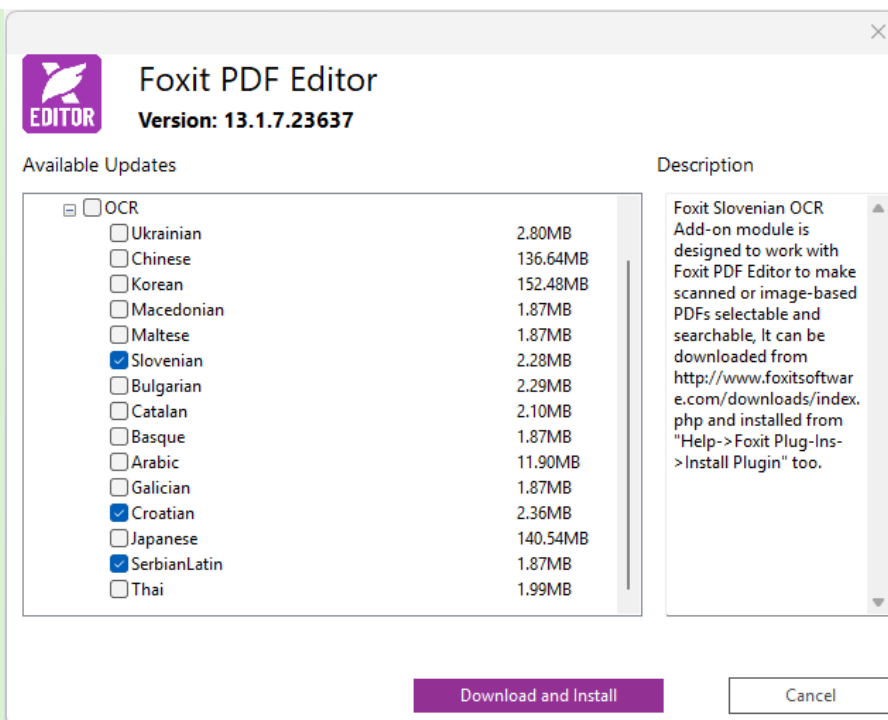 EDITOR
Foxit PDF Editor
Version: 13.1.7.23637
Available Updates
Description
OCR
Ukrainian 2.80MB
Chinese 136.64MB
Korean 152.48MB
Macedonian 1.87MB
Maltese 1.87MB
Slovenian 2.28MB
Bulgarian 2.29MB
Catalan 2.10MB
Basque 1.87MB
Arabic 11.90MB
Galician 1.87MB
Croatian 2.36MB
Japanese 140.54MB
SerbianLatin 1.87MB
Thai 1.99MB
Foxit Slovenian OCR
Add-on module is
designed to work with
Foxit PDF Editor to make
scanned or image-based
PDFs selectable and
searchable, It can be
downloaded from
http://www.foxitsoftwar
e.com/downloads/index.
php and installed from
"Help->Foxit Plug-Ins-
>Install Plugin" too.
Download and Install
Cancel